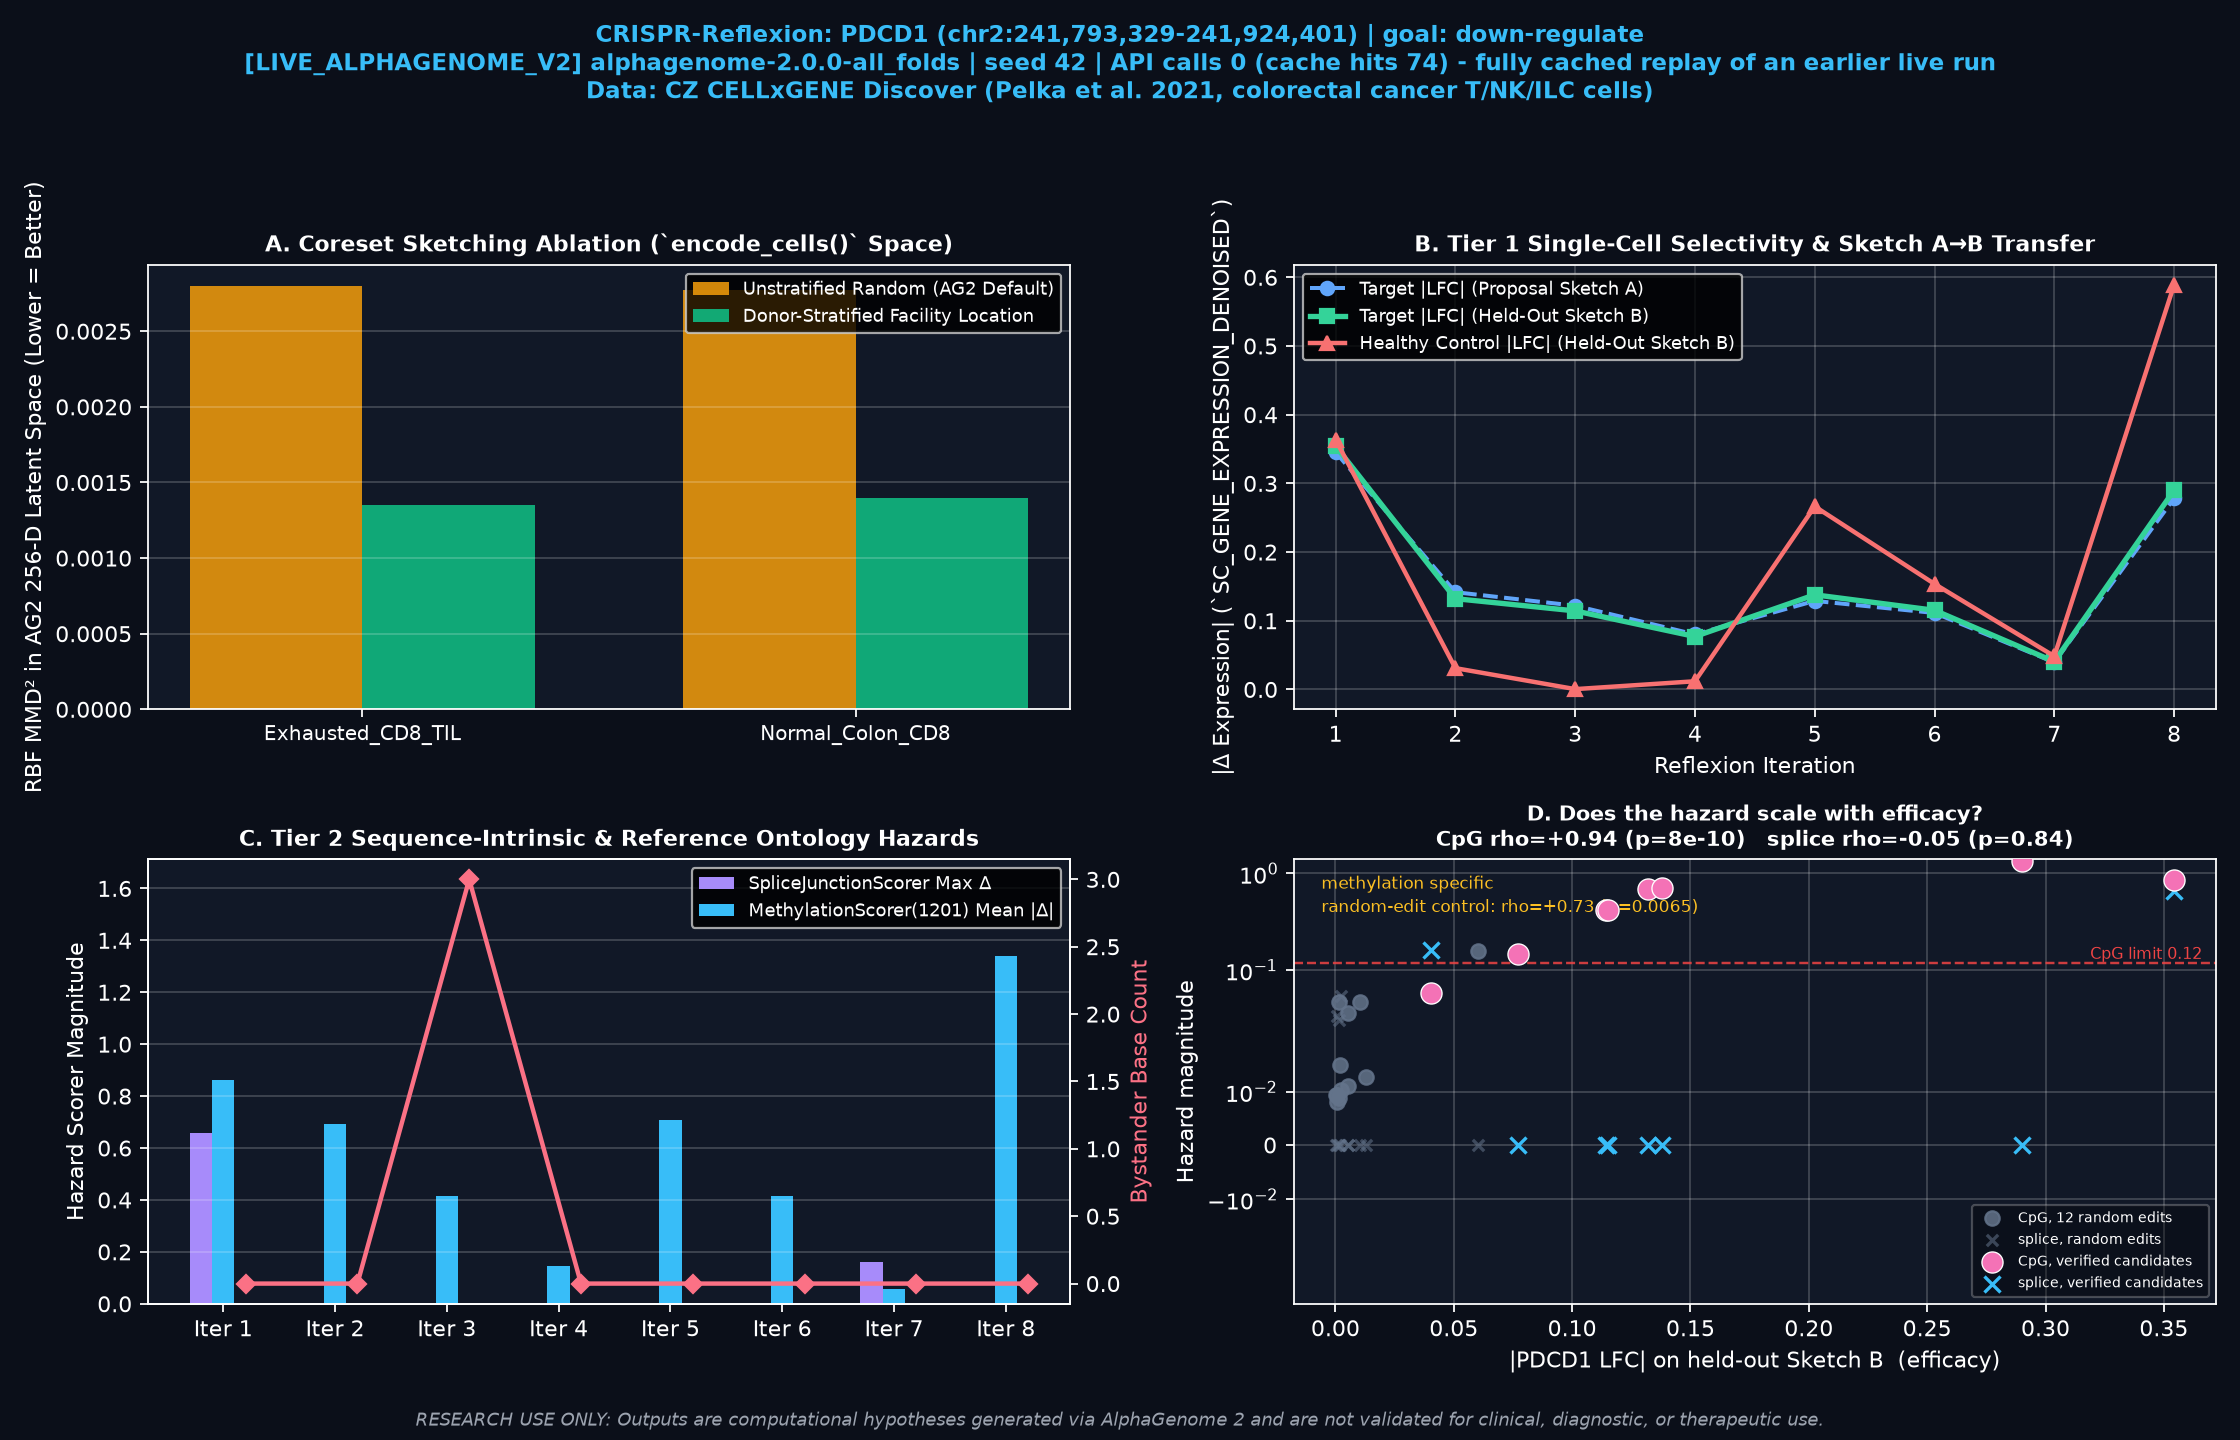 CRISPR-Reflexion: PDCD1 (chr2:241,793,329-241,924,401) | goal: down-regulate
[LIVE_ALPHAGENOME_V2] alphagenome-2.0.0-all_folds | seed 42 | API calls 0 (cache hits 74) - fully cached replay of an earlier live run
Data: CZ CELLxGENE Discover (Pelka et al. 2021, colorectal cancer T/NK/ILC cells)
A. Coreset Sketching Ablation (`encode_cells()` Space)
RBF MMD² in AG2 256-D Latent Space (Lower = Better)
Unstratified Random (AG2 Default)
Donor-Stratified Facility Location
0.0025
0.0020
0.0015
0.0010
0.0005
0.0000
Exhausted_CD8_TIL
Normal_Colon_CD8
B. Tier 1 Single-Cell Selectivity & Sketch A→B Transfer
|Δ Expression| (`SC_GENE_EXPRESSION_DENOISED`)
Target |LFC| (Proposal Sketch A)
Target |LFC| (Held-Out Sketch B)
Healthy Control |LFC| (Held-Out Sketch B)
0.6
0.5
0.4
0.3
0.2
0.1
0.0
1 2 3 4 5 6 7 8
Reflexion Iteration
C. Tier 2 Sequence-Intrinsic & Reference Ontology Hazards
Hazard Scorer Magnitude
SpliceJunctionScorer Max Δ
MethylationScorer(1201) Mean |Δ|
1.6
1.4
1.2
1.0
0.8
0.6
0.4
0.2
0.0
3.0
2.5
2.0
1.5
1.0
0.5
0.0
Bystander Base Count
Iter 1 Iter 2 Iter 3 Iter 4 Iter 5 Iter 6 Iter 7 Iter 8
D. Does the hazard scale with efficacy?
CpG rho=+0.94 (p=8e-10) splice rho=-0.05 (p=0.84)
Hazard magnitude
methylation specific
random-edit control: rho=+0.73 =0.0065)
CpG limit 0.12
10⁰
10⁻¹
10⁻²
0
−10⁻²
CpG, 12 random edits
splice, random edits
CpG, verified candidates
splice, verified candidates
0.00 0.05 0.10 0.15 0.20 0.25 0.30 0.35
|PDCD1 LFC| on held-out Sketch B (efficacy)
RESEARCH USE ONLY: Outputs are computational hypotheses generated via AlphaGenome 2 and are not validated for clinical, diagnostic, or therapeutic use.